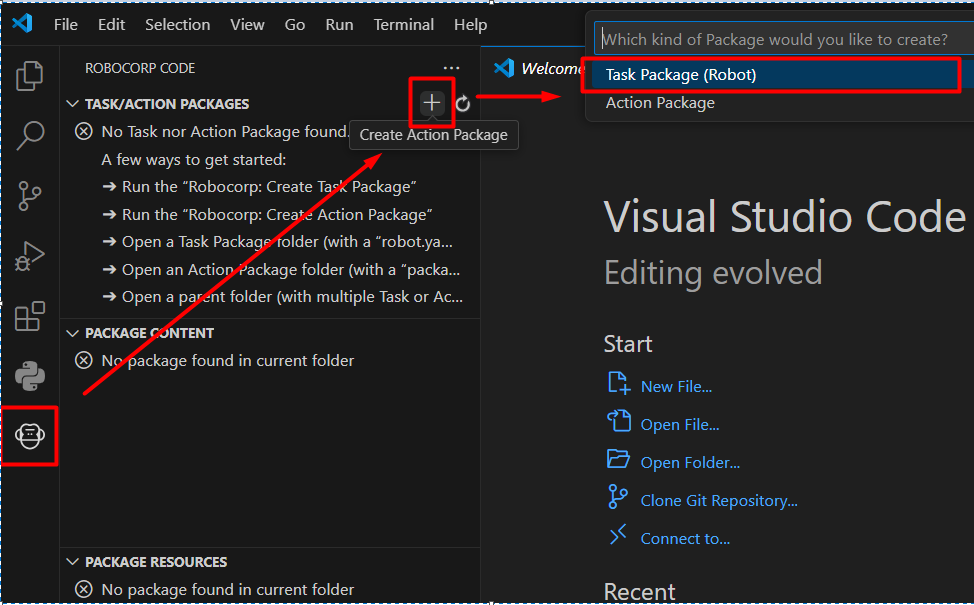 File Edit Selection View Go Run Terminal Help
Which kind of Package would you like to create?
Task Package (Robot)
Action Package
ROBOCORP CODE
Welcome
TASK/ACTION PACKAGES
Create Action Package
No Task nor Action Package found.
A few ways to get started:
➔ Run the “Robocorp: Create Task Package”
➔ Run the “Robocorp: Create Action Package”
➔ Open a Task Package folder (with a “robot.ya...
➔ Open an Action Package folder (with a “packa...
➔ Open a parent folder (with multiple Task or Ac...
PACKAGE CONTENT
No package found in current folder
PACKAGE RESOURCES
No package found in current folder
Visual Studio Code
Editing evolved
Start
New File...
Open File...
Open Folder...
Clone Git Repository...
Connect to...
Recent